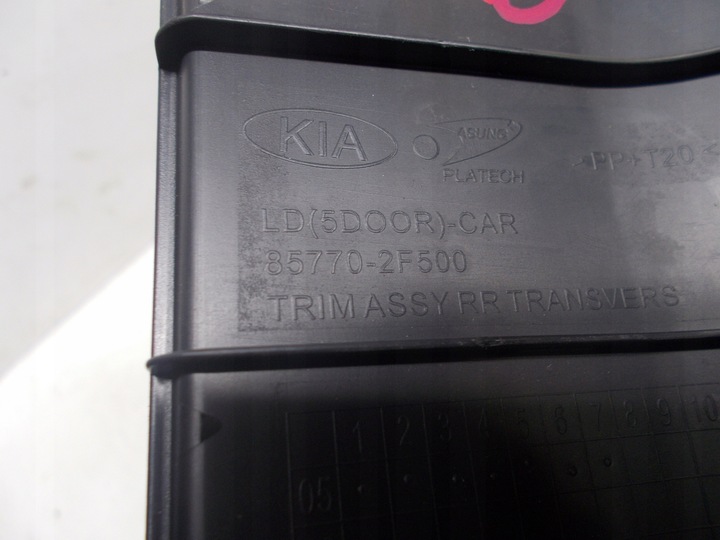 KIA
ASUNG
PLATECH
>PP+T20<
LD(5DOOR)-CAR
85770-2F500
TRIM ASSY RR TRANSVERS
1 2 3 4 5 6 7 8 9 10
05